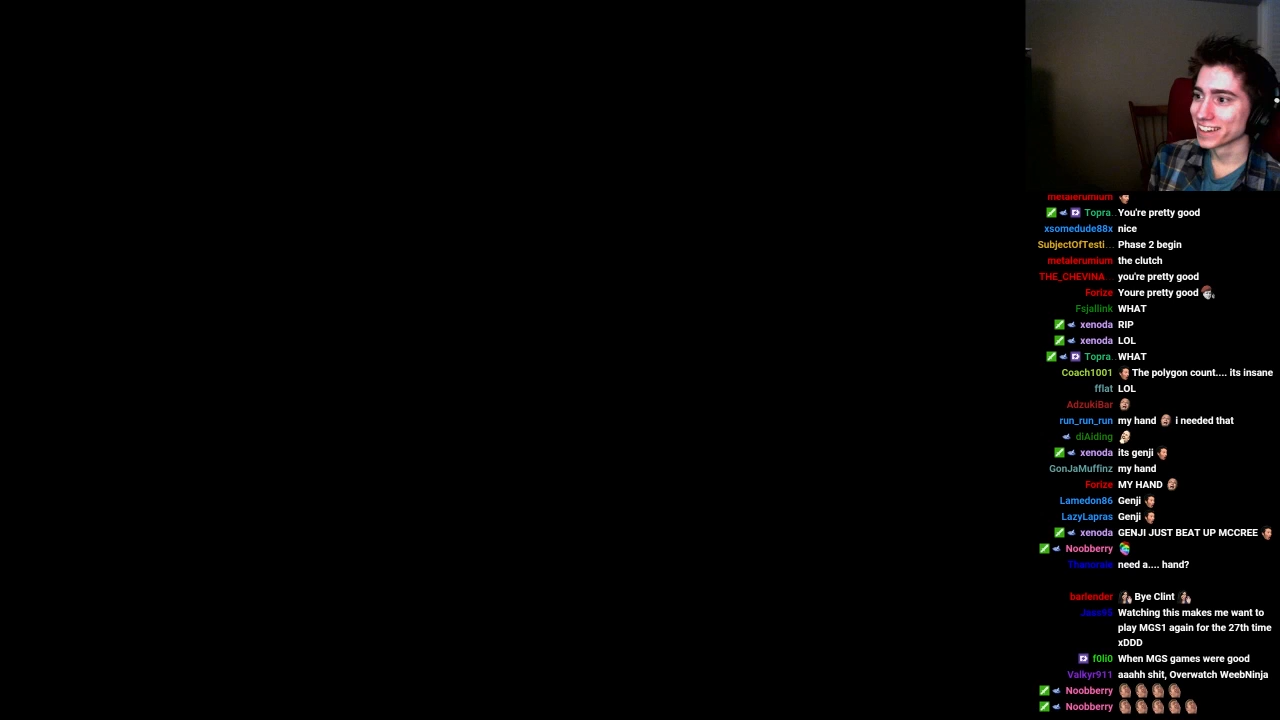 metalerumium
Topra.. You're pretty good
xsomedude88x nice
SubjectOfTesti... Phase 2 begin
metalerumium the clutch
THE_CHEVINA... you're pretty good
Forize Youre pretty good
Fsjallink WHAT
xenoda RIP
xenoda LOL
Topra.. WHAT
Coach1001 The polygon count.... its insane
fflat LOL
AdzukiBar
run_run_run my hand i needed that
diAiding
xenoda its genji
GonJaMuffinz my hand
Forize MY HAND
Lamedon86 Genji
LazyLapras Genji
xenoda GENJI JUST BEAT UP MCCREE
Noobberry
need a.... hand?
barlender Bye Clint
Watching this makes me want to
play MGS1 again for the 27th time
xDDD
f0li0 When MGS games were good
Valkyr911 aaahh shit, Overwatch WeebNinja
Noobberry
Noobberry